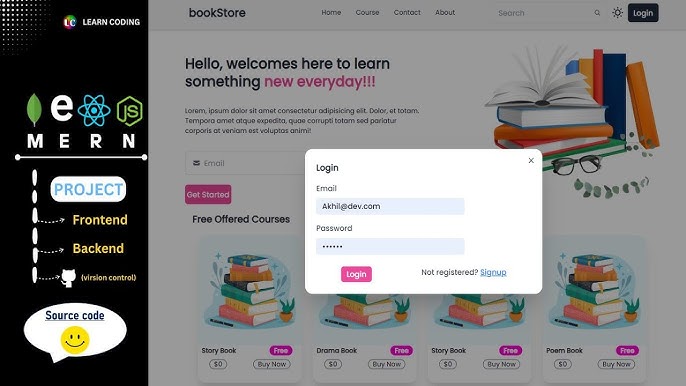 LC LEARN CODING
e
JS
MERN
PROJECT
Frontend
Backend
(virsion control)
Source code
bookStore
Home Course Contact About
Search
Login
Hello, welcomes here to learn
something new everyday!!!
Lorem, ipsum dolor sit amet consectetur adipisicing elit. Dolor, et totam.
Tempora amet atque expedita, quae corrupti totam sed pariatur
corporis at veniam est voluptas animi!
Email
Get Started
Login
Email
Akhil@dev.com
Password
••••••
Login
Not registered? Signup
Free Offered Courses
Story Book Free
$0 Buy Now
Drama Book Free
$0 Buy Now
Story Book Free
$0 Buy Now
Poem Book Free
$0 Buy Now